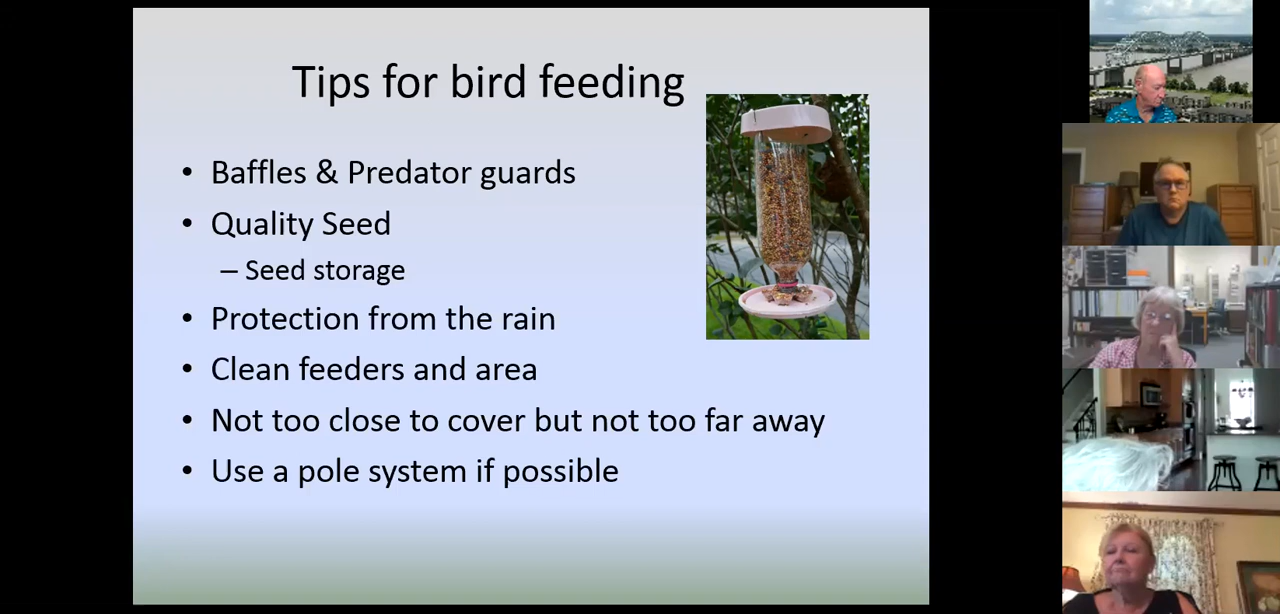 Tips for bird feeding
• Baffles & Predator guards
• Quality Seed
– Seed storage
• Protection from the rain
• Clean feeders and area
• Not too close to cover but not too far away
• Use a pole system if possible